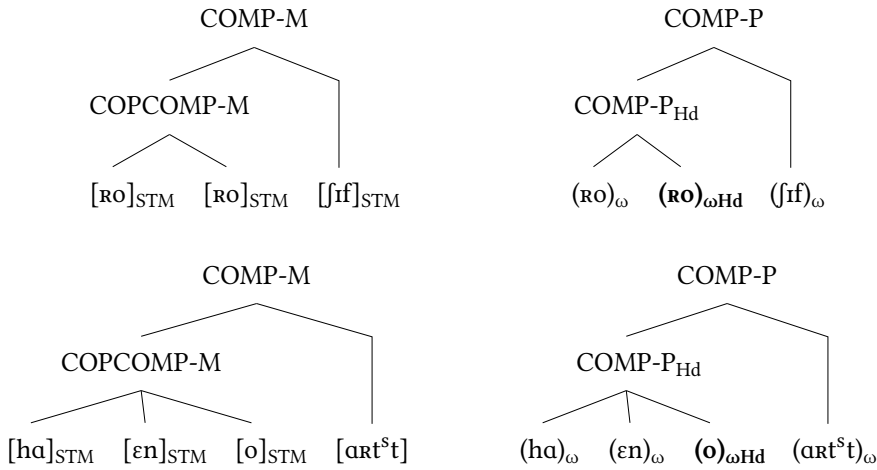 COMP-M COMP-P
COPCOMP-M COMP-P_Hd
[ʀo]_STM [ʀo]_STM [ʃɪf]_STM (ʀo)_ω (ʀo)_ωHd (ʃɪf)_ω
COMP-M COMP-P
COPCOMP-M COMP-P_Hd
[hɑ]_STM [ɛn]_STM [o]_STM [ɑʀtˢt] (hɑ)_ω (ɛn)_ω (o)_ωHd (ɑʀtˢt)_ω